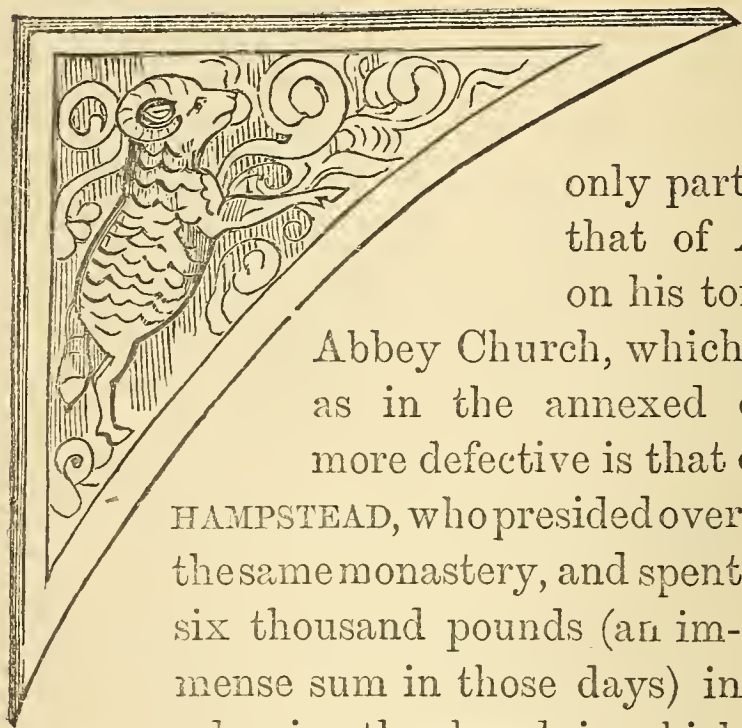 only part
that of
on his
Abbey Church, which
as in the annexed
more defective is that
HAMPSTEAD, who presided over
the same monastery, and spent
six thousand pounds (an im-
mense sum in those days) in